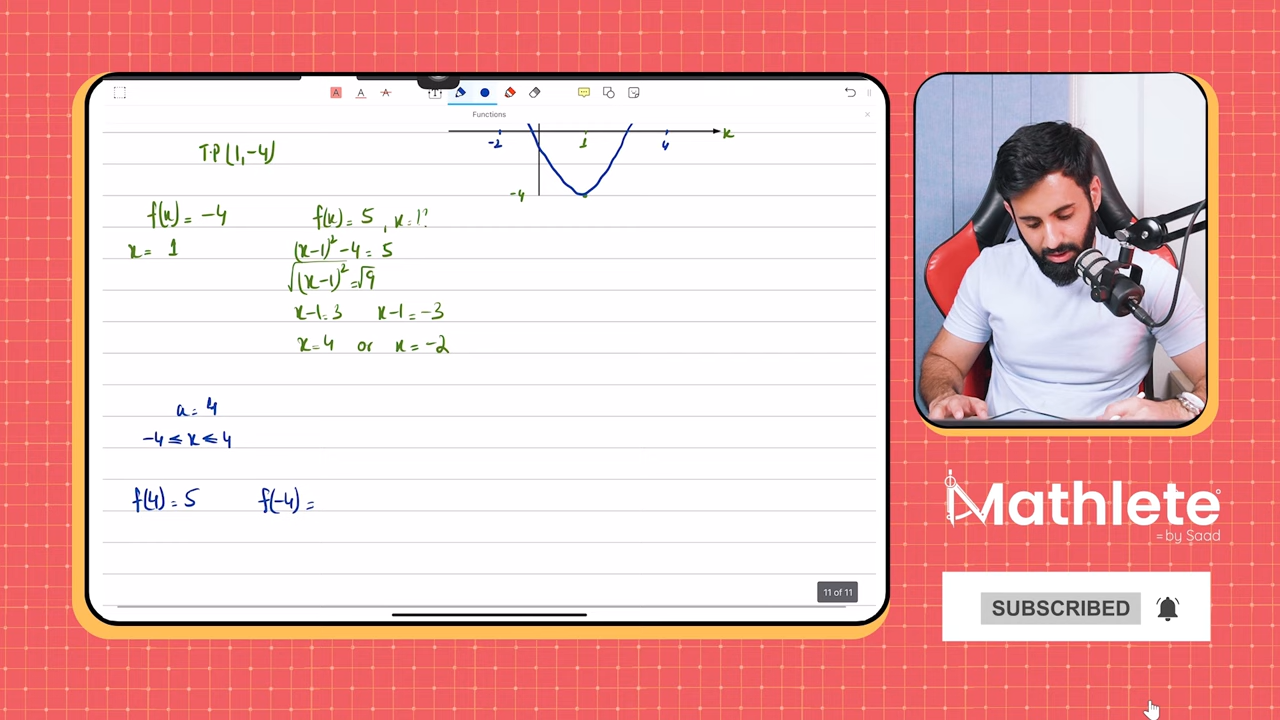 Functions
x
-2 1 4
T.P (1, -4)
-4
f(x) = -4
x = 1
f(x) = 5 , x = 1?
(x-1)² - 4 = 5
√(x-1)² = √9
x-1 = 3 x-1 = -3
x = 4 or x = -2
a = 4
-4 ≤ x ≤ 4
f(4) = 5 f(-4) =
11 of 11
Mathlete
= by Saad
SUBSCRIBED